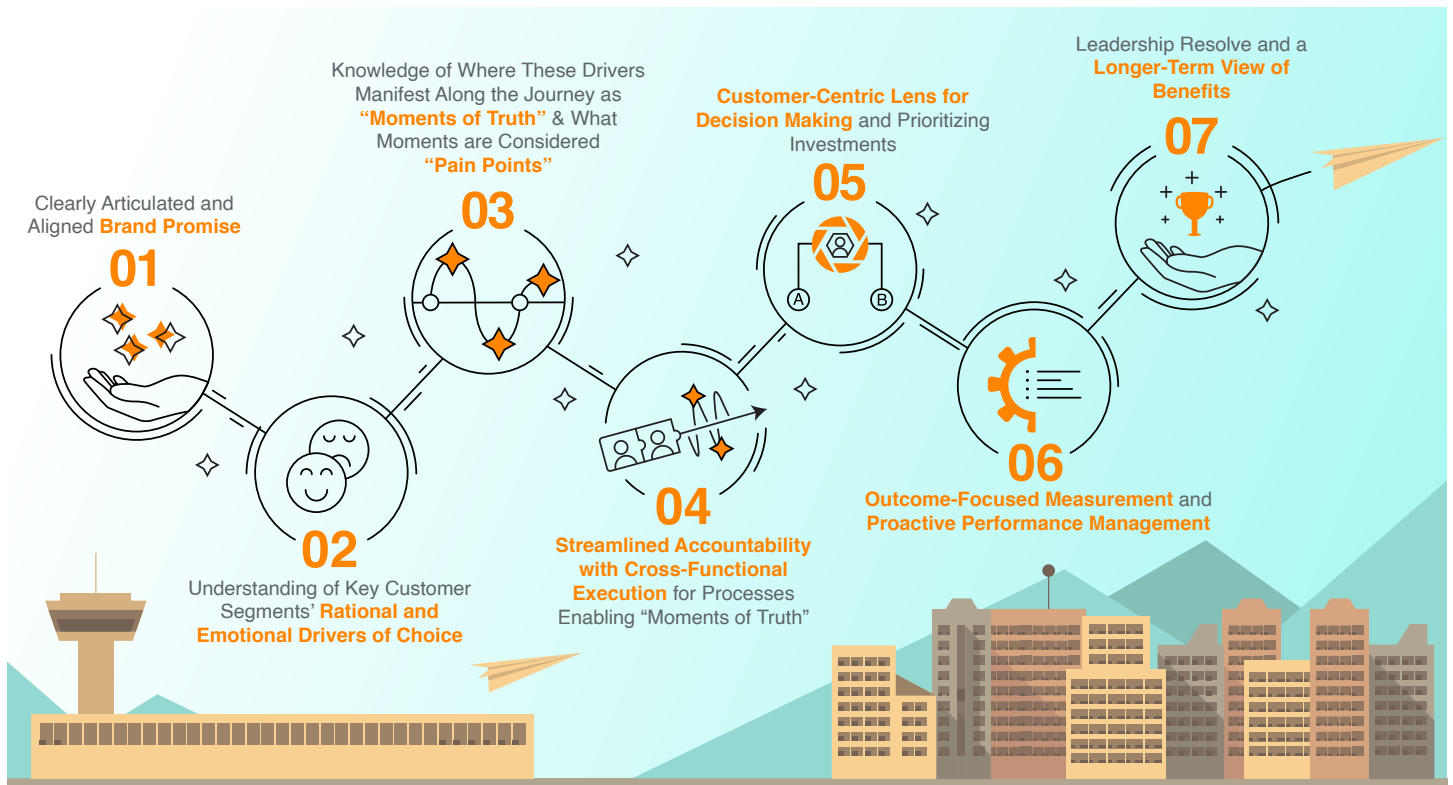 Clearly Articulated and
Aligned Brand Promise
01
02
Understanding of Key Customer
Segments’ Rational and
Emotional Drivers of Choice
Knowledge of Where These Drivers
Manifest Along the Journey as
“Moments of Truth” & What
Moments are Considered
“Pain Points”
03
04
Streamlined Accountability
with Cross-Functional
Execution for Processes
Enabling “Moments of Truth”
Customer-Centric Lens for
Decision Making and Prioritizing
Investments
05
A
B
06
Outcome-Focused Measurement and
Proactive Performance Management
Leadership Resolve and a
Longer-Term View of
Benefits
07